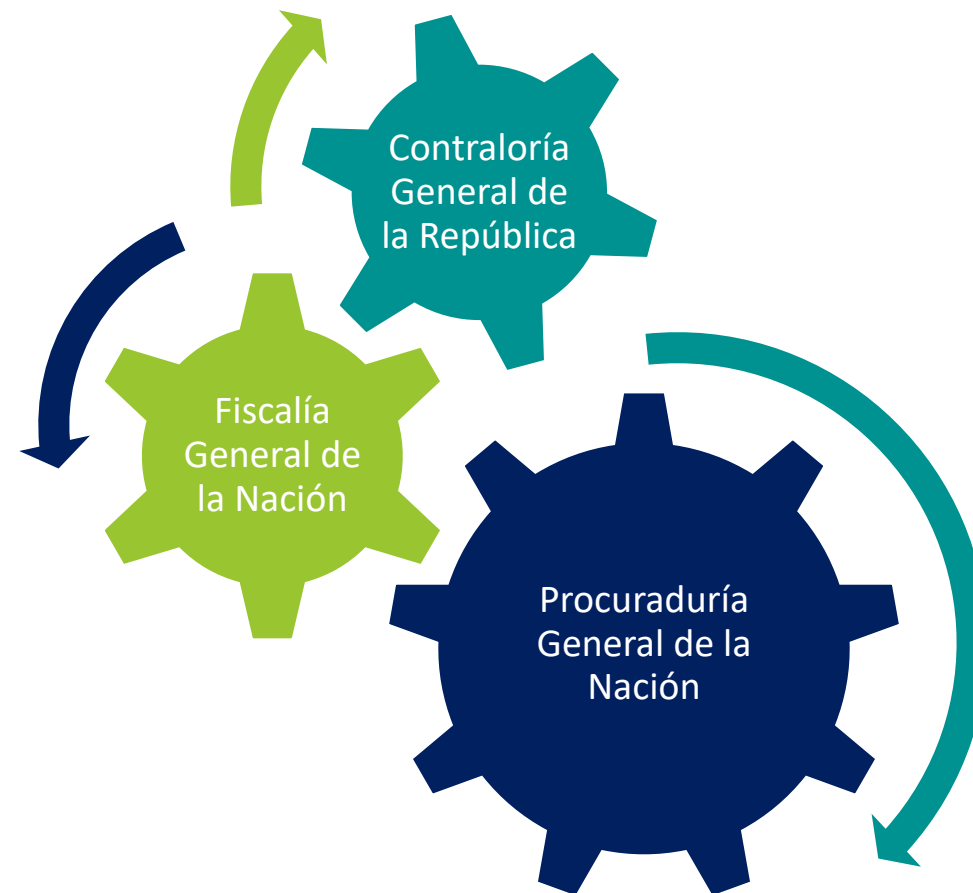 Contraloría
General de
la República
Fiscalía
General de
la Nación
Procuraduría
General de la
Nación